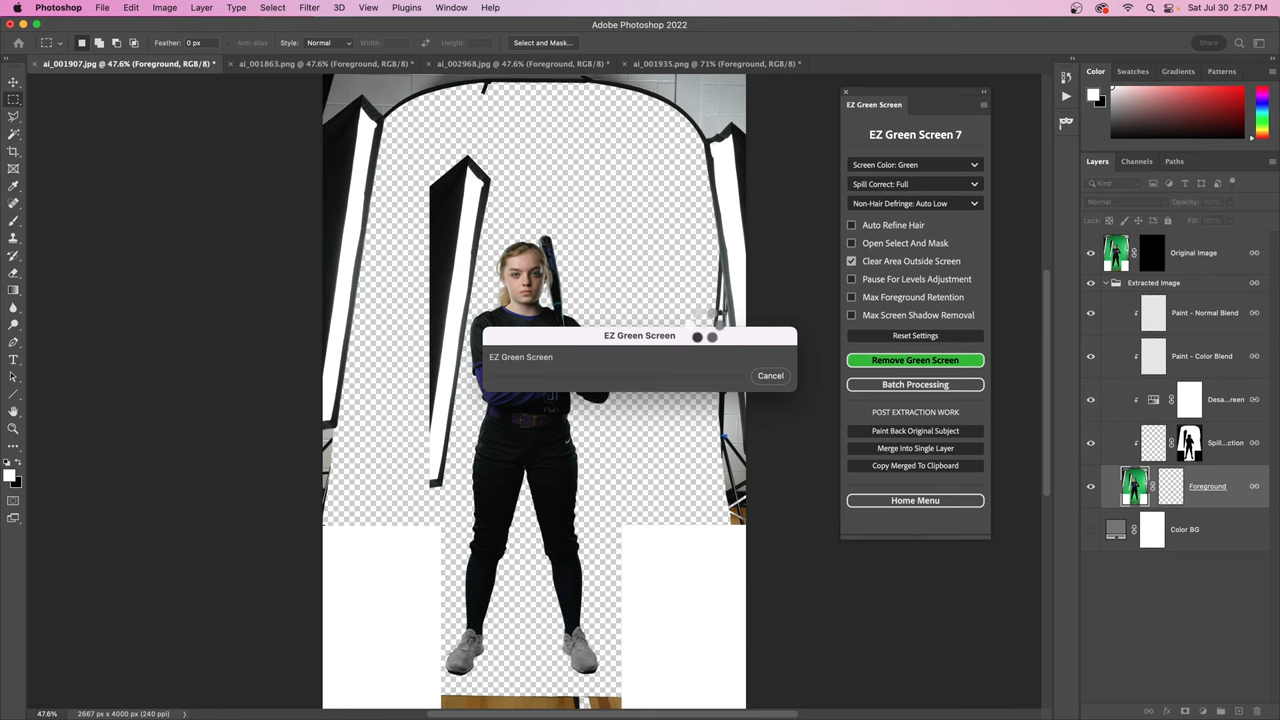 Photoshop File Edit Image Layer Type Select Filter 3D View Plugins Window Help Sat Jul 30 2:57 PM
Adobe Photoshop 2022
Feather: 0 px Anti-alias Style: Normal Width: Height: Select and Mask... Share
ai_001907.jpg @ 47.6% (Foreground, RGB/8) * ai_001863.png @ 47.6% (Foreground, RGB/8) * ai_002968.jpg @ 47.6% (Foreground, RGB/8) * ai_001935.png @ 71% (Foreground, RGB/8) *
EZ Green Screen
EZ Green Screen 7
Screen Color: Green
Spill Correct: Full
Non-Hair Defringe: Auto Low
Auto Refine Hair
Open Select And Mask
Clear Area Outside Screen
Pause For Levels Adjustment
Max Foreground Retention
Max Screen Shadow Removal
Reset Settings
Remove Green Screen
Batch Processing
POST EXTRACTION WORK
Paint Back Original Subject
Merge Into Single Layer
Copy Merged To Clipboard
Home Menu
EZ Green Screen
EZ Green Screen
Cancel
Color Swatches Gradients Patterns
Layers Channels Paths
Kind
Normal Opacity: 100%
Lock: Fill: 100%
Original Image
Extracted Image
Paint - Normal Blend
Paint - Color Blend
Desa...reen
Spill...ction
Foreground
Color BG
47.6% 2667 px x 4000 px (240 ppi)